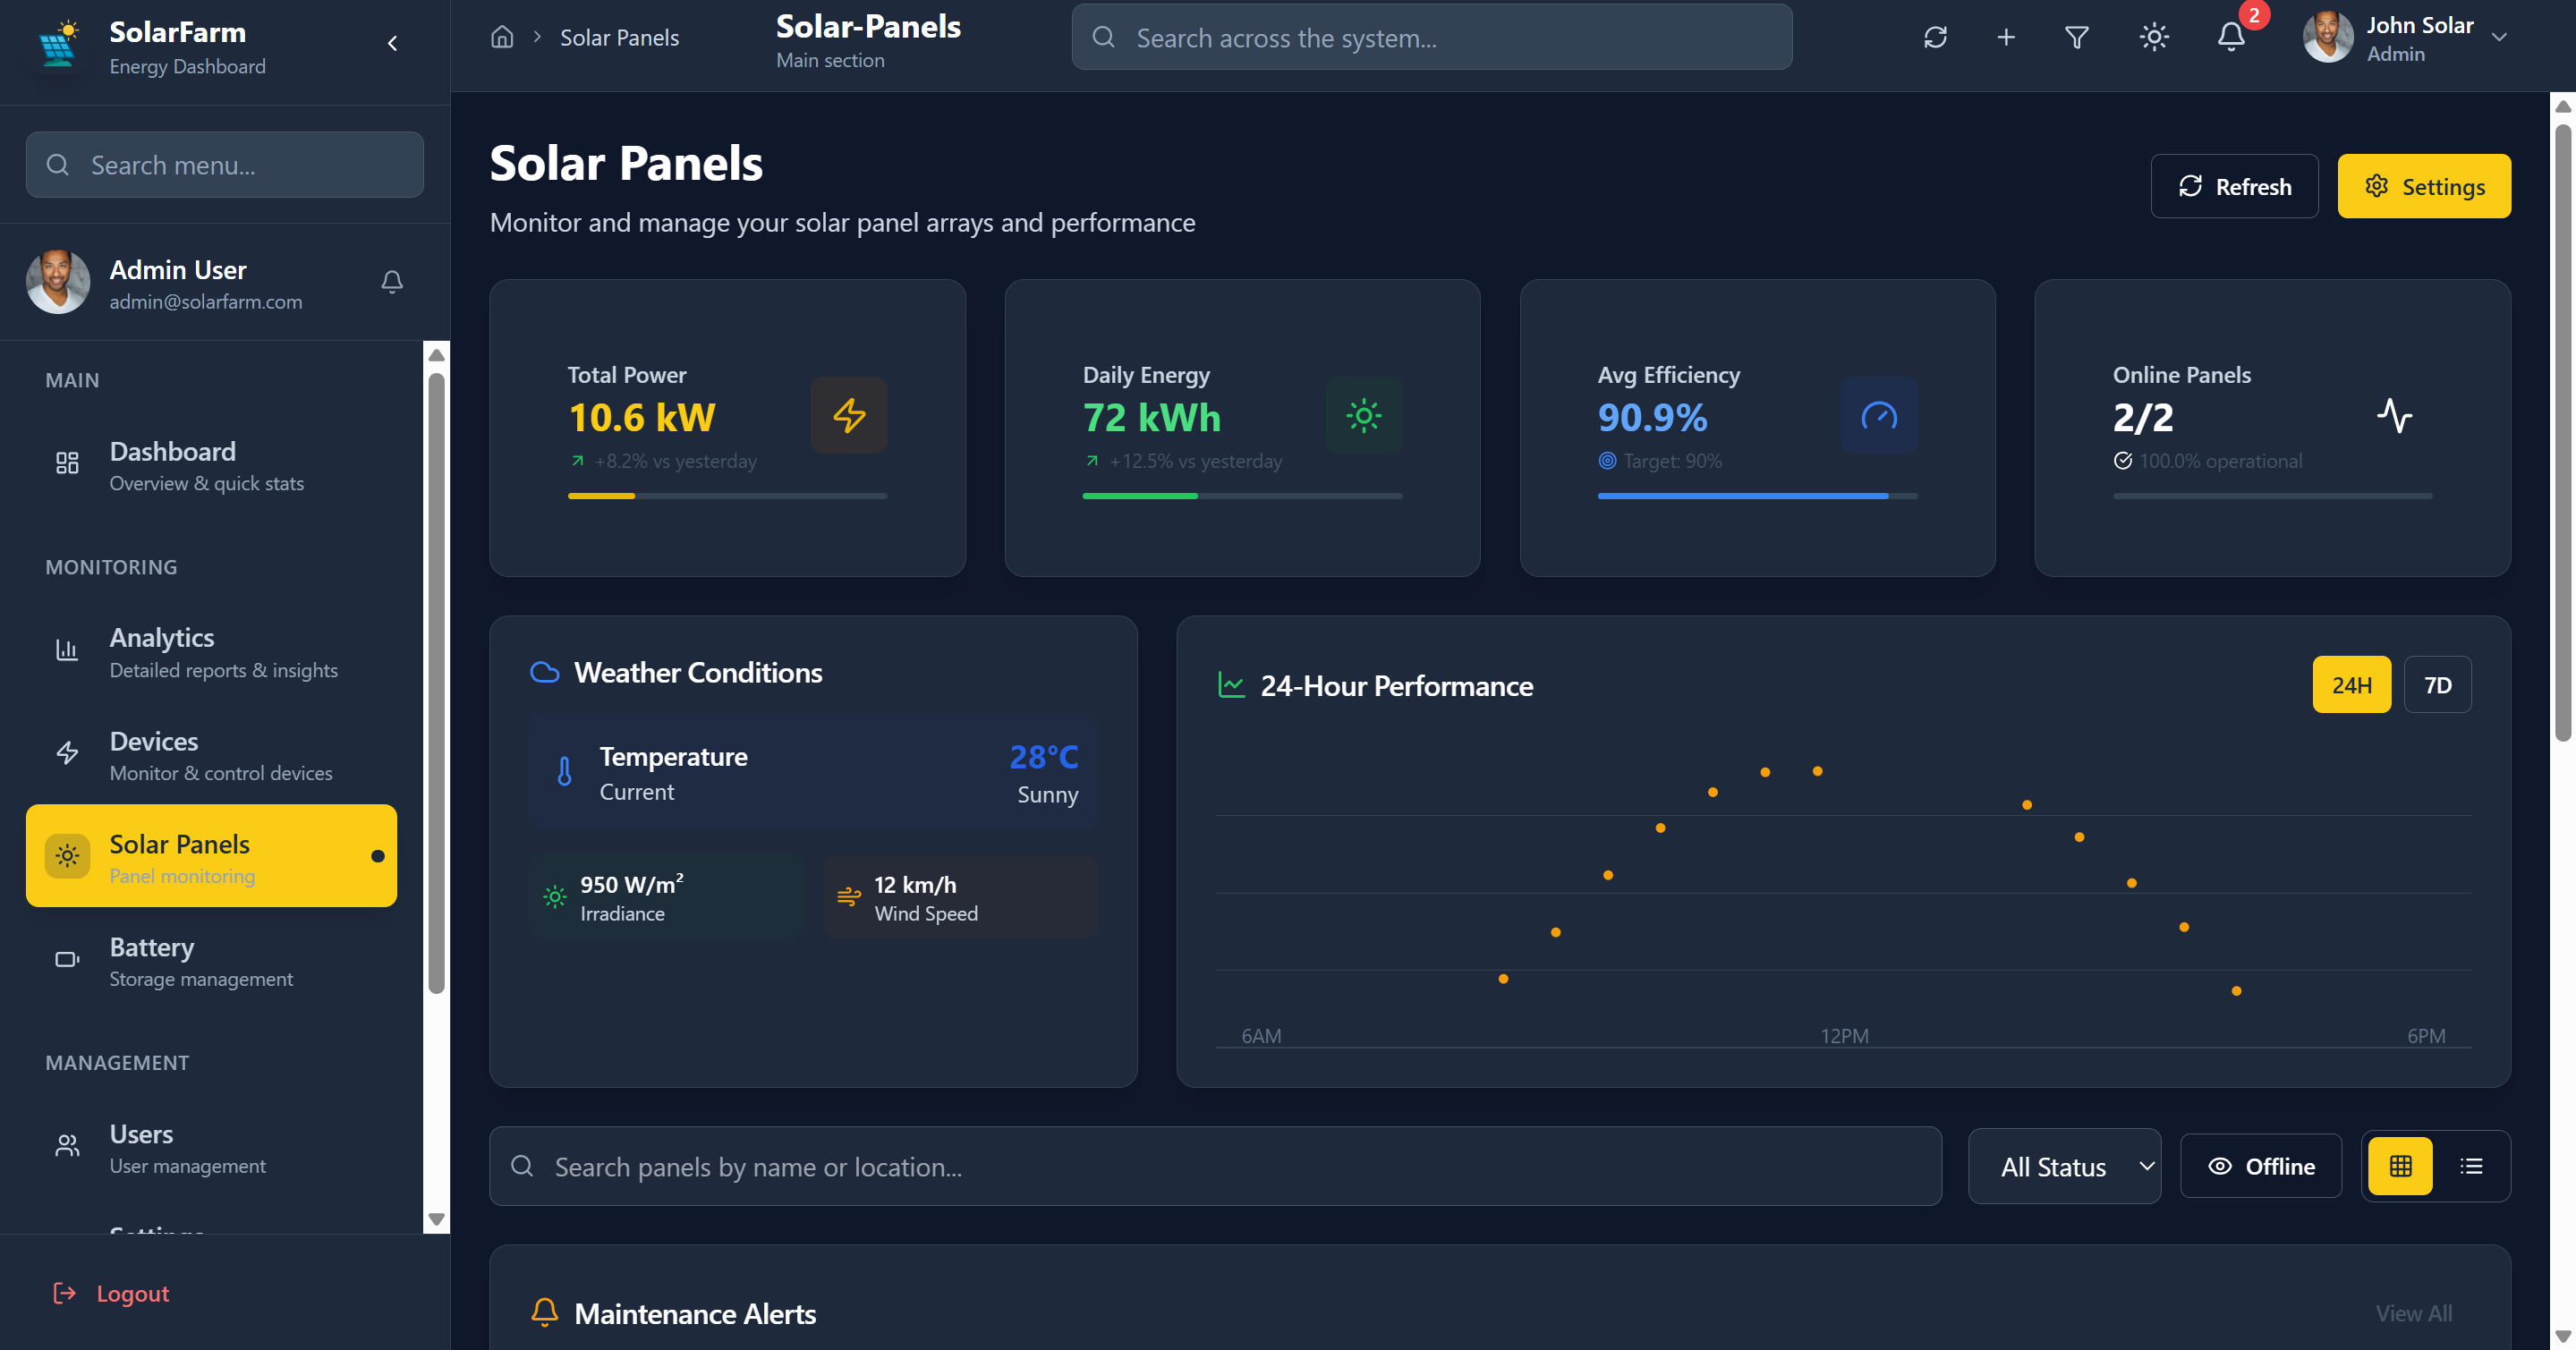 SolarFarm
Energy Dashboard
Search menu...
Admin User
admin@solarfarm.com
MAIN
Dashboard
Overview & quick stats
MONITORING
Analytics
Detailed reports & insights
Devices
Monitor & control devices
Solar Panels
Panel monitoring
Battery
Storage management
MANAGEMENT
Users
User management
Settings
Logout
Solar Panels
Solar-Panels
Main section
Search across the system...
2
John Solar
Admin
Solar Panels
Monitor and manage your solar panel arrays and performance
Refresh
Settings
Total Power
10.6 kW
+8.2% vs yesterday
Daily Energy
72 kWh
+12.5% vs yesterday
Avg Efficiency
90.9%
Target: 90%
Online Panels
2/2
100.0% operational
Weather Conditions
Temperature
Current
28°C
Sunny
950 W/m²
Irradiance
12 km/h
Wind Speed
24-Hour Performance
24H
7D
6AM
12PM
6PM
Search panels by name or location...
All Status
Offline
Maintenance Alerts
View All